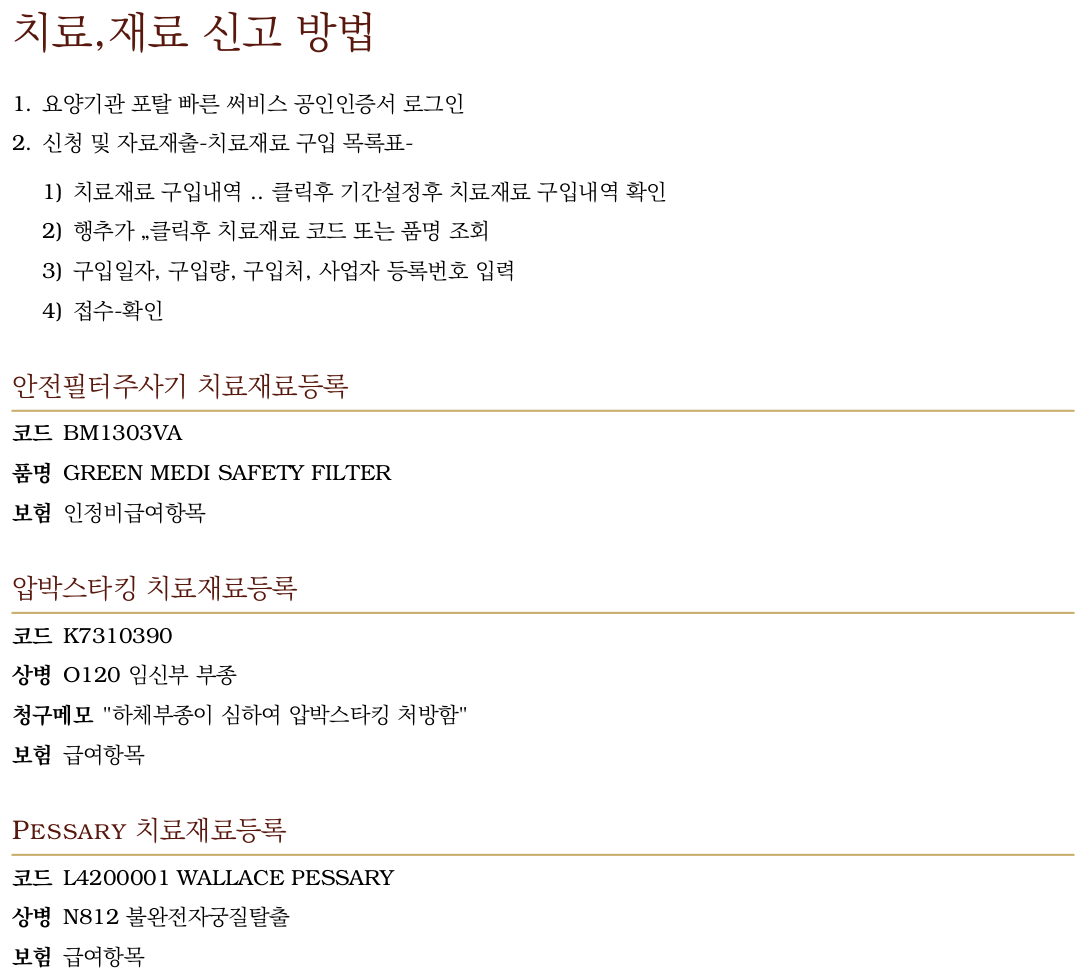 치료,재료 신고 방법
1. 요양기관 포탈 빠른 써비스 공인인증서 로그인
2. 신청 및 자료재출-치료재료 구입 목록표-
1) 치료재료 구입내역 .. 클릭후 기간설정후 치료재료 구입내역 확인
2) 행추가 „클릭후 치료재료 코드 또는 품명 조회
3) 구입일자, 구입량, 구입처, 사업자 등록번호 입력
4) 접수-확인
안전필터주사기 치료재료등록
코드 BM1303VA
품명 GREEN MEDI SAFETY FILTER
보험 인정비급여항목
압박스타킹 치료재료등록
코드 K7310390
상병 O120 임신부 부종
청구메모 "하체부종이 심하여 압박스타킹 처방함"
보험 급여항목
PESSARY 치료재료등록
코드 L4200001 WALLACE PESSARY
상병 N812 불완전자궁질탈출
보험 급여항목